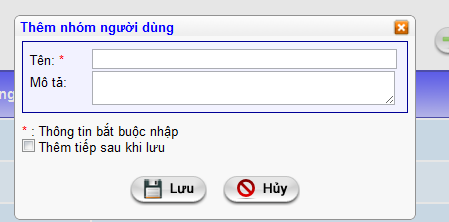 Thêm nhóm người dùng
Tên: *
Mô tả:
* : Thông tin bắt buộc nhập
Thêm tiếp sau khi lưu
Lưu
Hủy